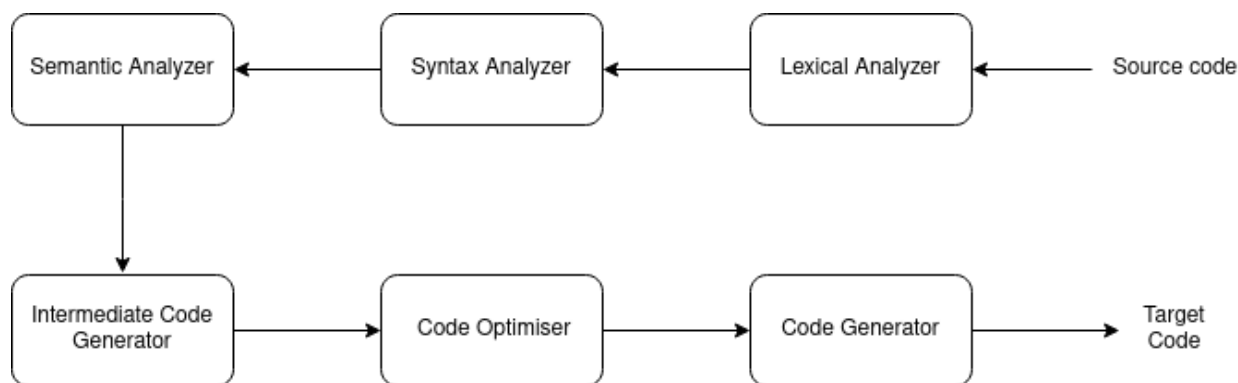 Semantic Analyzer
Syntax Analyzer
Lexical Analyzer
Source code
Intermediate Code
Generator
Code Optimiser
Code Generator
Target
Code